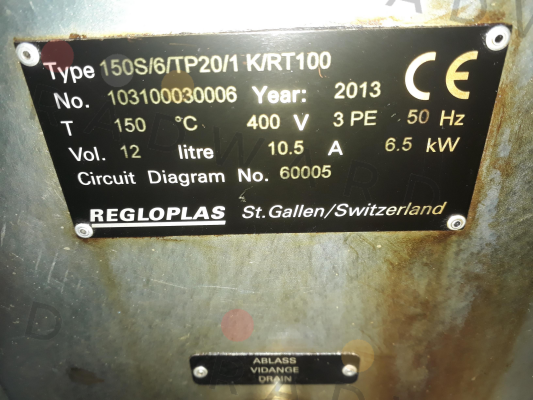 Type 150S/6/TP20/1 K/RT100
No. 103100030006 Year: 2013 CE
T 150 °C 400 V 3 PE 50 Hz
Vol. 12 litre 10.5 A 6.5 kW
Circuit Diagram No. 60005
REGLOPLAS St.Gallen/Switzerland
ABLASS
VIDANGE
DRAIN